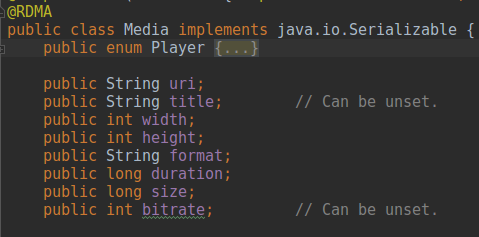 @RDMA
public class Media implements java.io.Serializable {
public enum Player {...}
public String uri;
public String title; // Can be unset.
public int width;
public int height;
public String format;
public long duration;
public long size;
public int bitrate; // Can be unset.